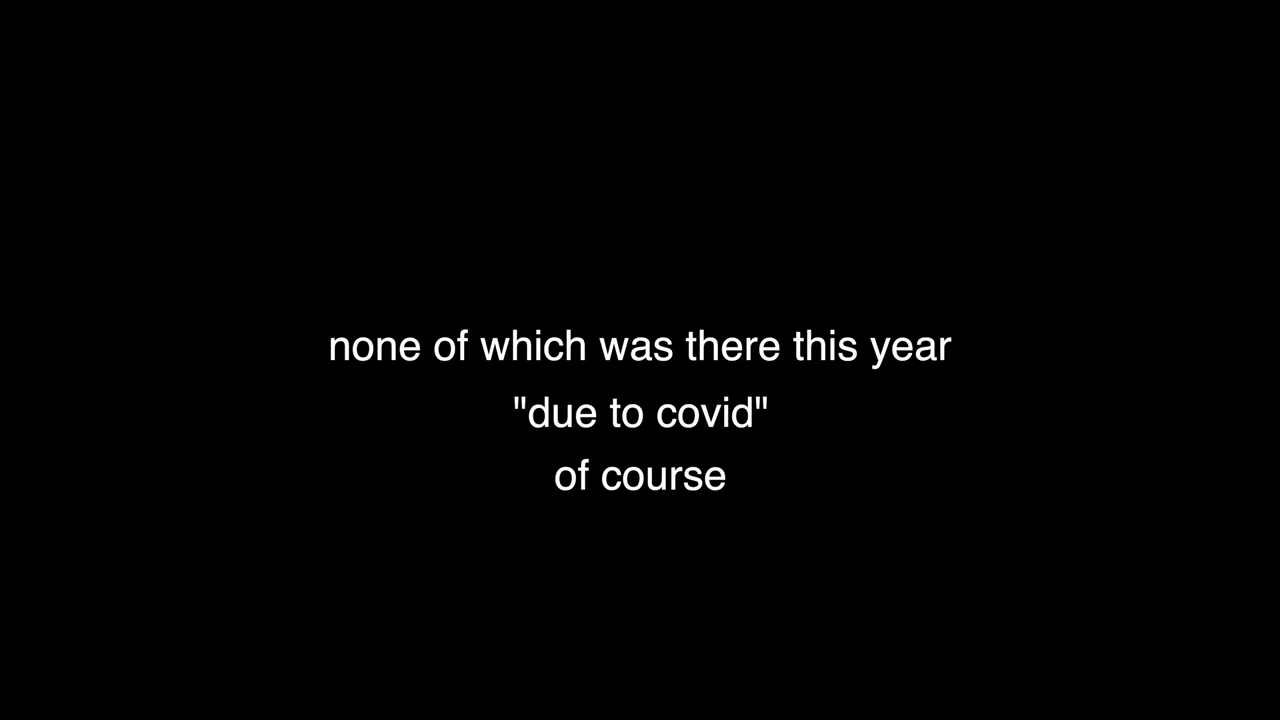 none of which was there this year
"due to covid"
of course